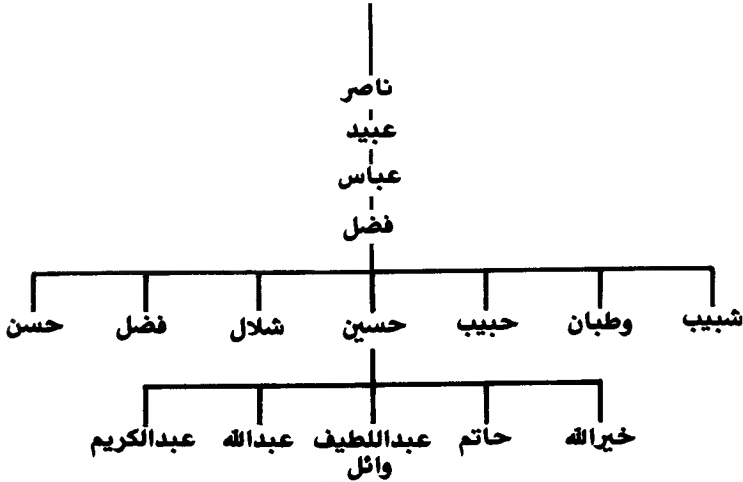 ناصر
عبيد
عباس
فضل
شبيب وطبان حبيب حسين شلال فضل حسن
خيرالله حاتم عبداللطيف عبدالله عبدالكريم
وائل